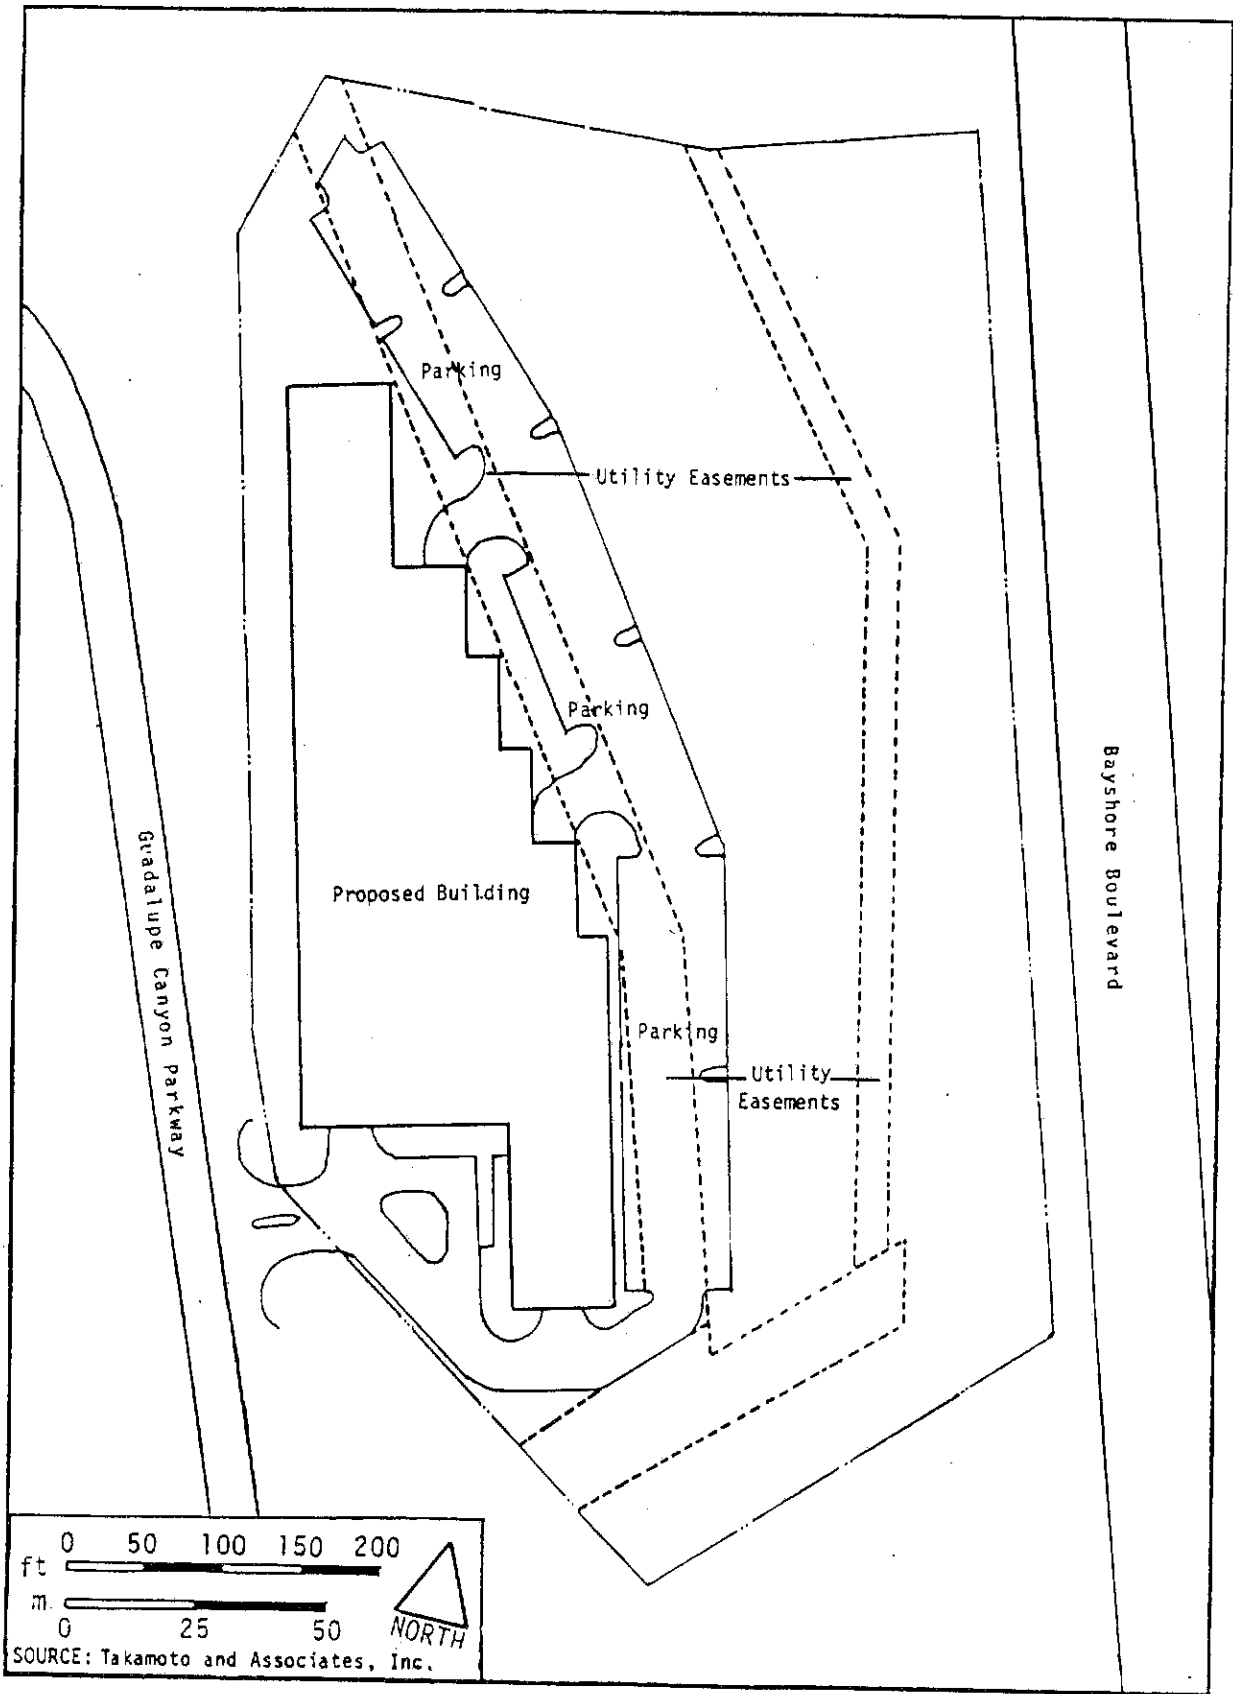 Parking
Utility Easements
Parking
Bayshore Boulevard
Guadalupe Canyon Parkway
Proposed Building
Parking
Utility
Easements
0 50 100 150 200
ft
m
0 25 50
NORTH
SOURCE: Takamoto and Associates, Inc.